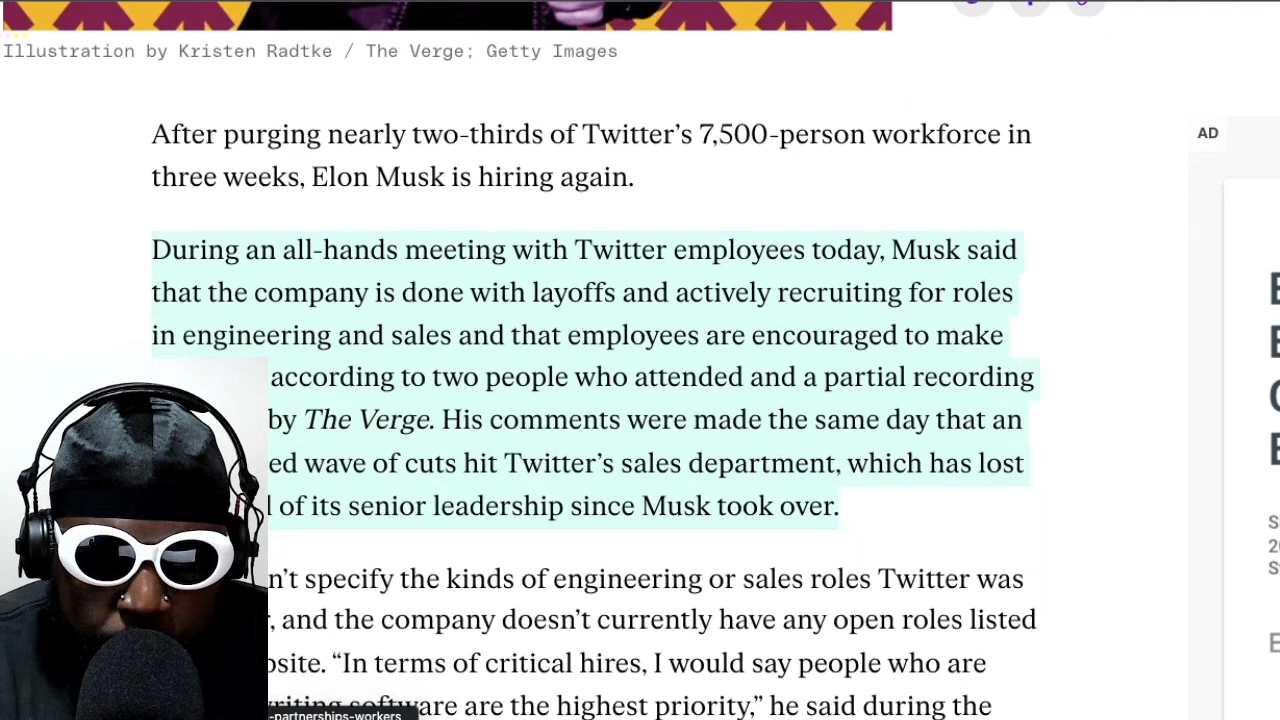 Illustration by Kristen Radtke / The Verge; Getty Images
After purging nearly two-thirds of Twitter’s 7,500-person workforce in
three weeks, Elon Musk is hiring again.
AD
During an all-hands meeting with Twitter employees today, Musk said
that the company is done with layoffs and actively recruiting for roles
in engineering and sales and that employees are encouraged to make
according to two people who attended and a partial recording
by The Verge. His comments were made the same day that an
ed wave of cuts hit Twitter’s sales department, which has lost
l of its senior leadership since Musk took over.
n’t specify the kinds of engineering or sales roles Twitter was
, and the company doesn’t currently have any open roles listed
osite. “In terms of critical hires, I would say people who are
writing software are the highest priority,” he said during the
-partnerships-workers